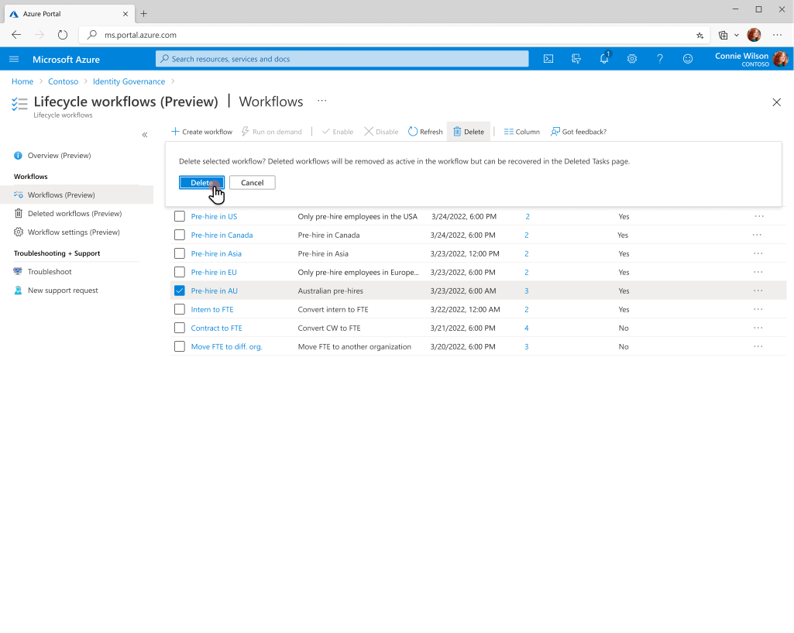 Azure Portal
ms.portal.azure.com
Microsoft Azure
Search resources, services and docs
1
Connie Wilson
CONTOSO
Home > Contoso > Identity Governance >
Lifecycle workflows (Preview) | Workflows ...
Lifecycle workflows
Create workflow Run on demand Enable Disable Refresh Delete Column Got feedback?
Overview (Preview)
Workflows
Workflows (Preview)
Deleted workflows (Preview)
Workflow settings (Preview)
Troubleshooting + Support
Troubleshoot
New support request
Delete selected workflow? Deleted workflows will be removed as active in the workflow but can be recovered in the Deleted Tasks page.
Delete Cancel
Pre-hire in US Only pre-hire employees in the USA 3/24/2022, 6:00 PM 2 Yes ...
Pre-hire in Canada Pre-hire in Canada 3/24/2022, 6:00 PM 2 Yes ...
Pre-hire in Asia Pre-hire in Asia 3/23/2022, 12:00 PM 2 Yes ...
Pre-hire in EU Only pre-hire employees in Europe... 3/23/2022, 6:00 PM 2 Yes ...
Pre-hire in AU Australian pre-hires 3/23/2022, 6:00 AM 3 Yes ...
Intern to FTE Convert intern to FTE 3/22/2022, 12:00 AM 2 Yes ...
Contract to FTE Convert CW to FTE 3/21/2022, 6:00 PM 4 No ...
Move FTE to diff. org. Move FTE to another organization 3/20/2022, 6:00 PM 3 No ...